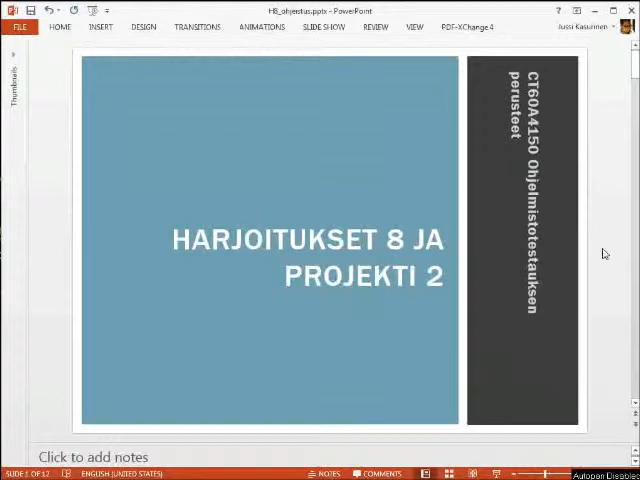 H8_ohjeistus.pptx - PowerPoint
FILE
HOME
INSERT
DESIGN
TRANSITIONS
ANIMATIONS
SLIDE SHOW
REVIEW
VIEW
PDF-XChange 4
Jussi Kasurinen
Thumbnails
HARJOITUKSET 8 JA
PROJEKTI 2
CT60A4150 Ohjelmistotestauksen
perusteet
Click to add notes
SLIDE 1 OF 12
ENGLISH (UNITED STATES)
NOTES
COMMENTS
Autopen Disabled